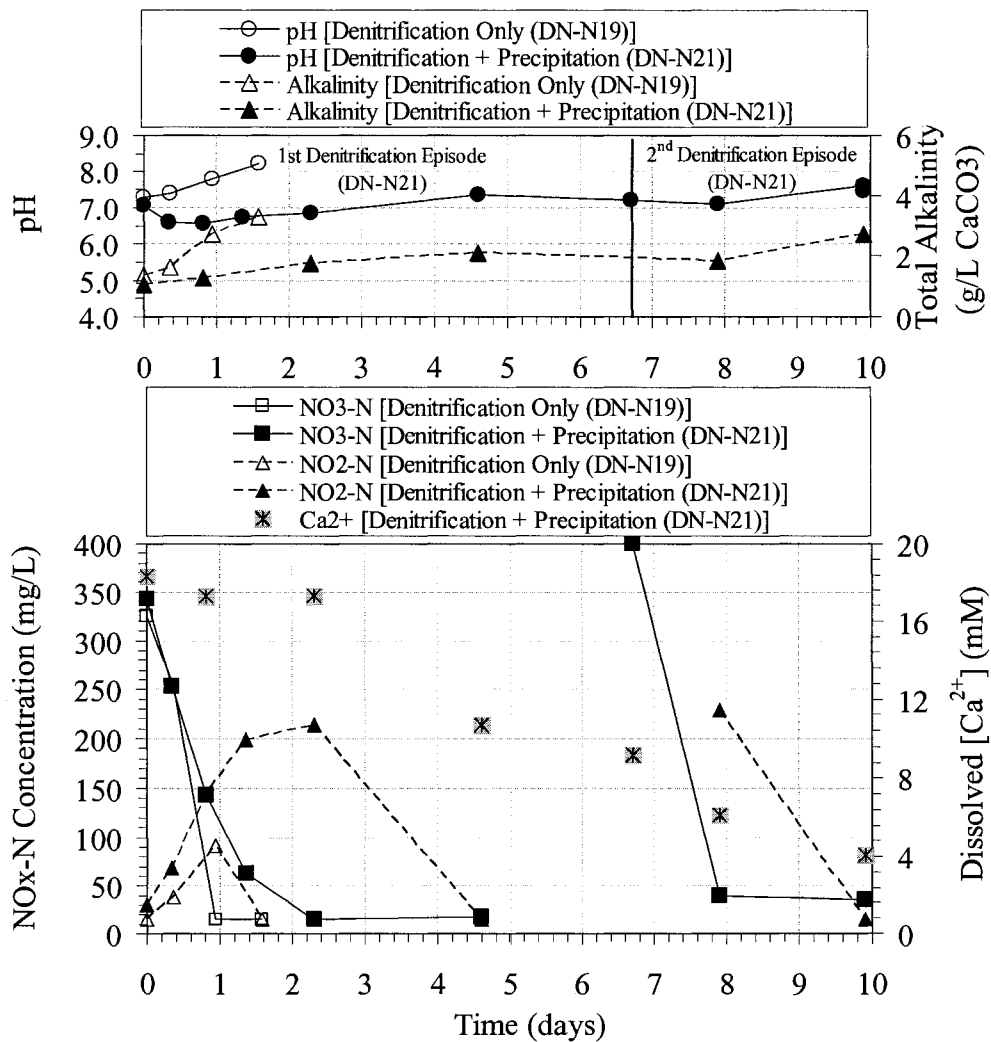 pH [Denitrification Only (DN-N19)]
pH [Denitrification + Precipitation (DN-N21)]
Alkalinity [Denitrification Only (DN-N19)]
Alkalinity [Denitrification + Precipitation (DN-N21)]
9.0
8.0
7.0
6.0
5.0
4.0
pH
1st Denitrification Episode
(DN-N21)
2nd Denitrification Episode
(DN-N21)
6
4
2
0
Total Alkalinity
(g/L CaCO3)
0 1 2 3 4 5 6 7 8 9 10
NO3-N [Denitrification Only (DN-N19)]
NO3-N [Denitrification + Precipitation (DN-N21)]
NO2-N [Denitrification Only (DN-N19)]
NO2-N [Denitrification + Precipitation (DN-N21)]
Ca2+ [Denitrification + Precipitation (DN-N21)]
400
350
300
250
200
150
100
50
0
NOx-N Concentration (mg/L)
20
16
12
8
4
0
Dissolved [Ca2+] (mM)
0 1 2 3 4 5 6 7 8 9 10
Time (days)